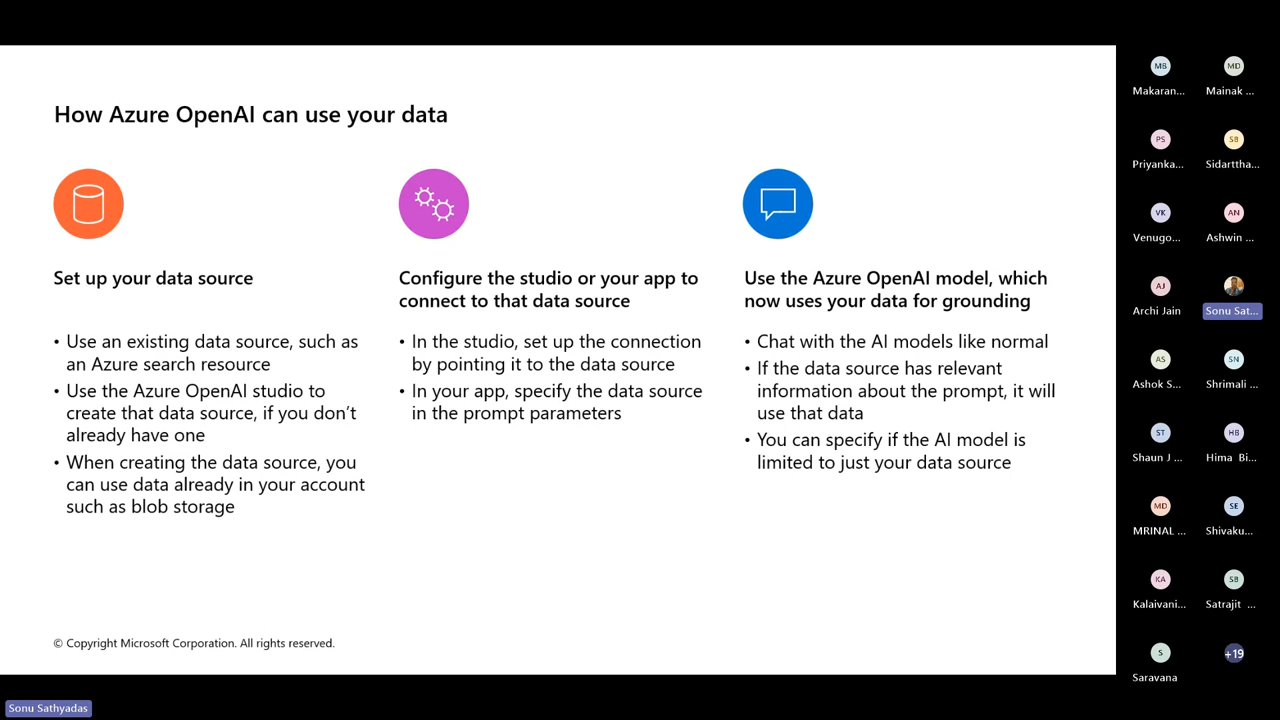 How Azure OpenAI can use your data
Set up your data source
• Use an existing data source, such as
an Azure search resource
• Use the Azure OpenAI studio to
create that data source, if you don't
already have one
• When creating the data source, you
can use data already in your account
such as blob storage
Configure the studio or your app to
connect to that data source
• In the studio, set up the connection
by pointing it to the data source
• In your app, specify the data source
in the prompt parameters
Use the Azure OpenAI model, which
now uses your data for grounding
• Chat with the AI models like normal
• If the data source has relevant
information about the prompt, it will
use that data
• You can specify if the AI model is
limited to just your data source
© Copyright Microsoft Corporation. All rights reserved.
MB
Makaran...
MD
Mainak ...
PS
Priyanka...
SB
Sidarttha...
VK
Venugo...
AN
Ashwin ...
AJ
Archi Jain
Sonu Sat...
AS
Ashok S...
SN
Shrimali ...
ST
Shaun J ...
HB
Hima Bi...
MD
MRINAL ...
SE
Shivaku...
KA
Kalaivani...
SB
Satrajit ...
S
Saravana
+19
Sonu Sathyadas